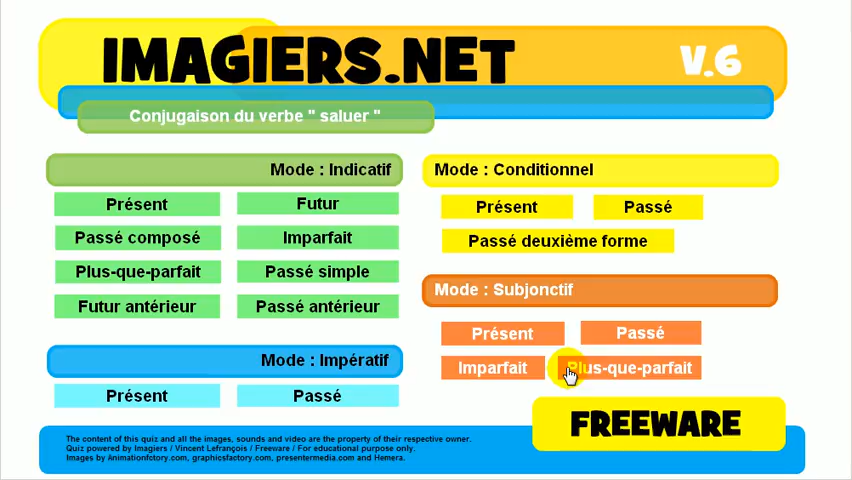 IMAGIERS.NET
V.6
Conjugaison du verbe " saluer "
Mode : Indicatif
Présent
Futur
Passé composé
Imparfait
Plus-que-parfait
Passé simple
Futur antérieur
Passé antérieur
Mode : Impératif
Présent
Passé
Mode : Conditionnel
Présent
Passé
Passé deuxième forme
Mode : Subjonctif
Présent
Passé
Imparfait
Plus-que-parfait
FREEWARE
The content of this quiz and all the images, sounds and video are the property of their respective owner.
Quiz powered by Imagiers / Vincent Lefrançois / Freeware / For educational purpose only.
Images by Animationfctory.com, graphicsfactory.com, presentermedia.com and Hemera.